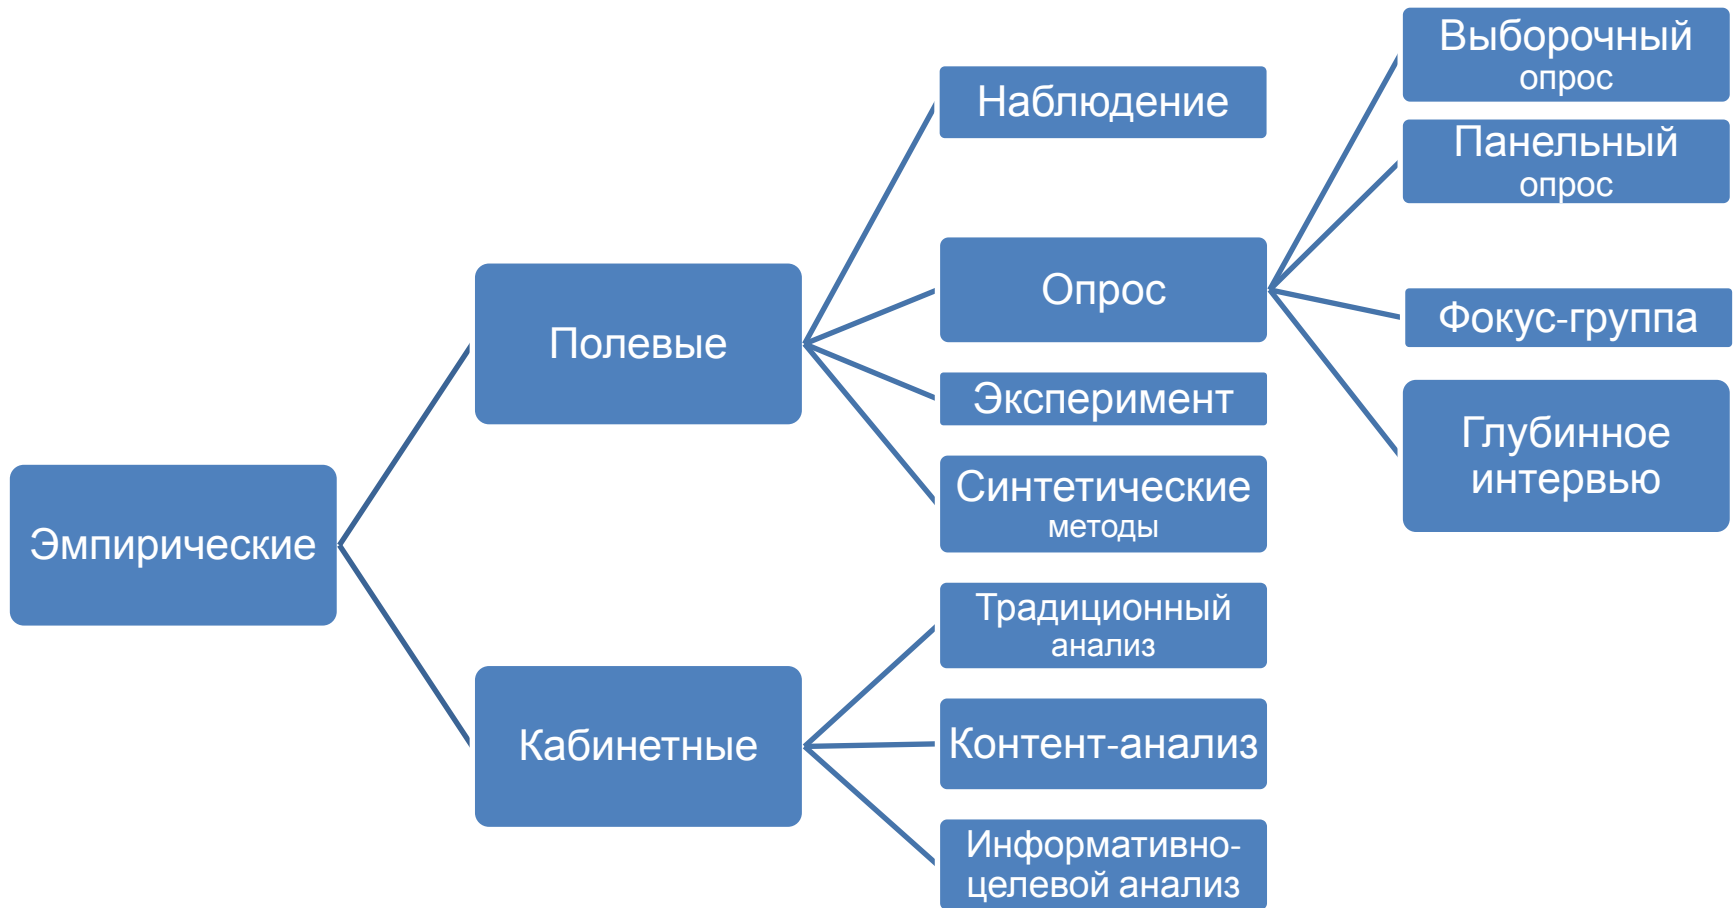 Эмпирические
Полевые
Наблюдение
Опрос
Выборочный
опрос
Панельный
опрос
Фокус-группа
Глубинное
интервью
Эксперимент
Синтетические
методы
Кабинетные
Традиционный
анализ
Контент-анализ
Информативно-
целевой анализ